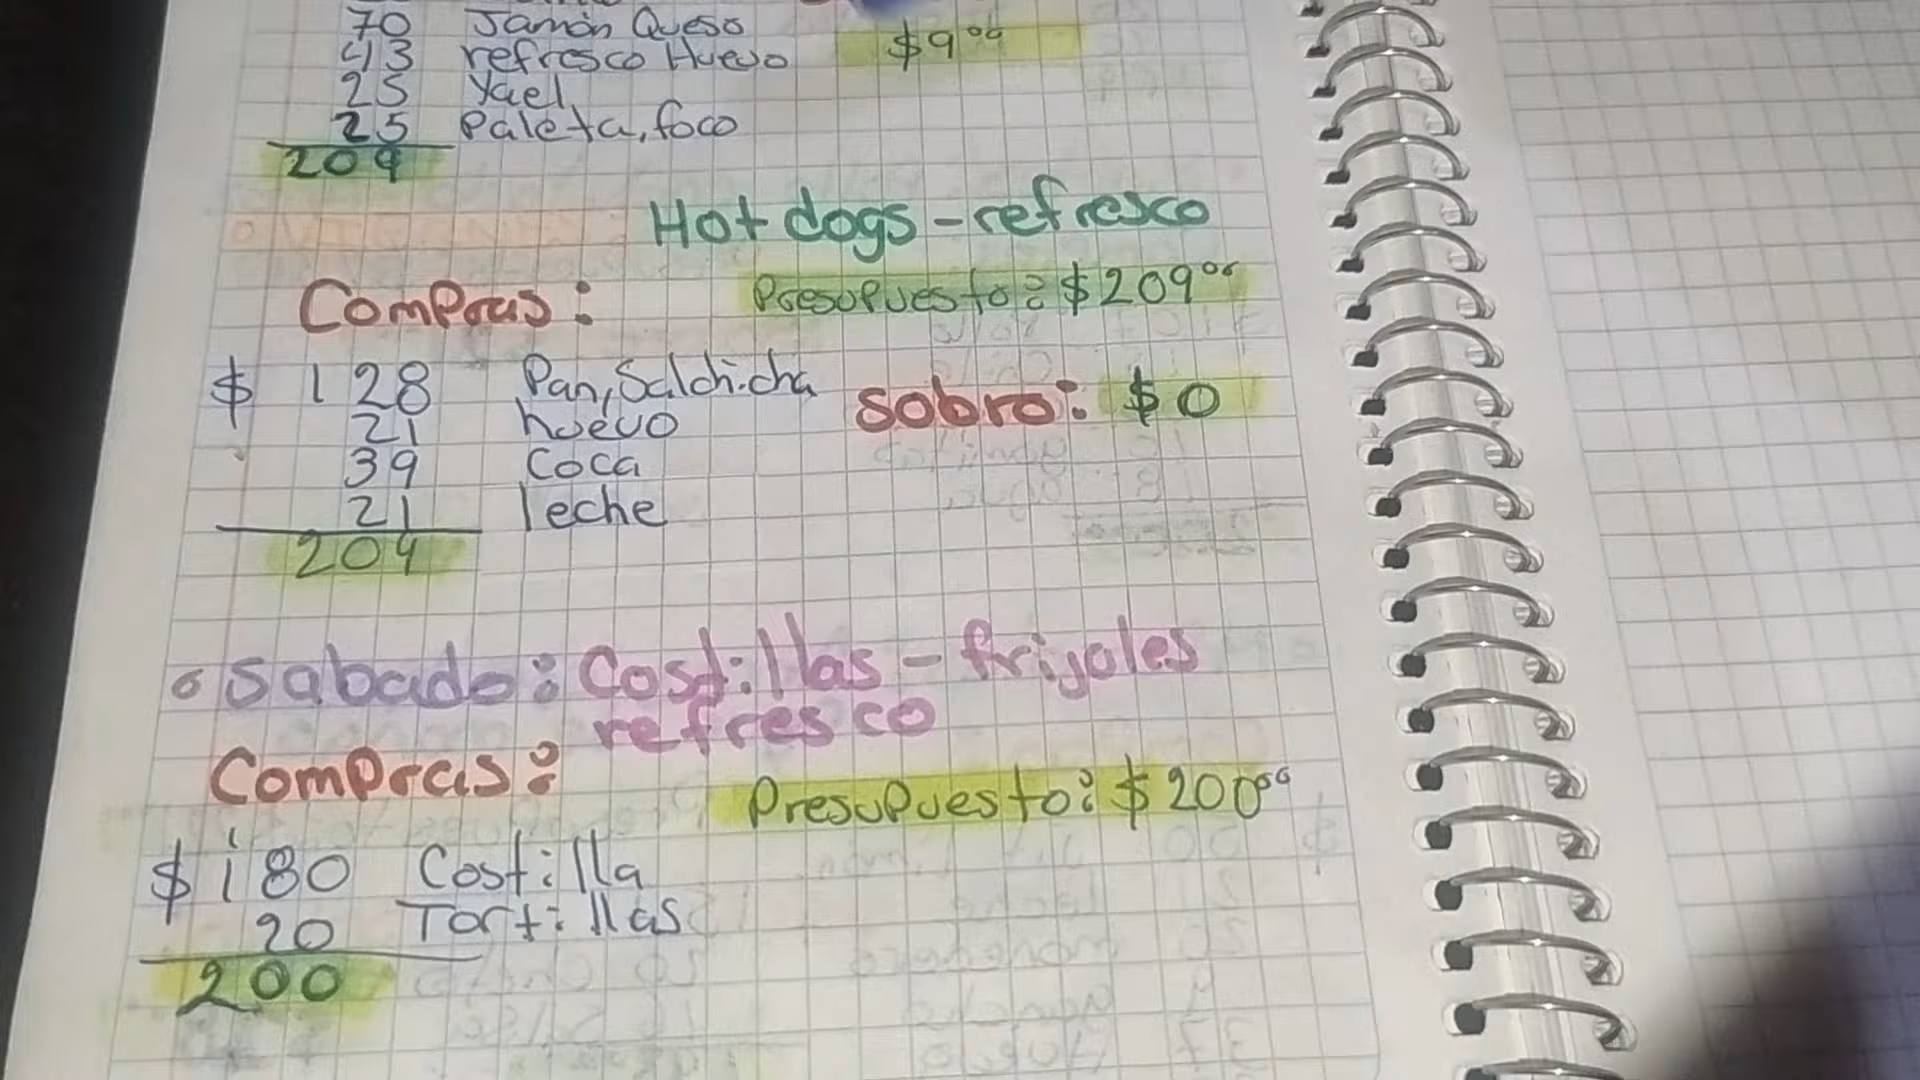 70 Jamón Queso
43 refresco Huevo $9⁰⁰
25 Yael
25 Paleta, foco
209
Hot dogs - refresco
Compras: Presupuesto: $209⁰⁰
$ 128 Pan, Salchicha
sobro: $0
21 huevo
39 Coca
21 leche
209
Sabado: Costillas - frijoles
refresco
Compras:
Presupuesto: $200⁰⁰
$ 180 Costilla
20 Tortillas
200